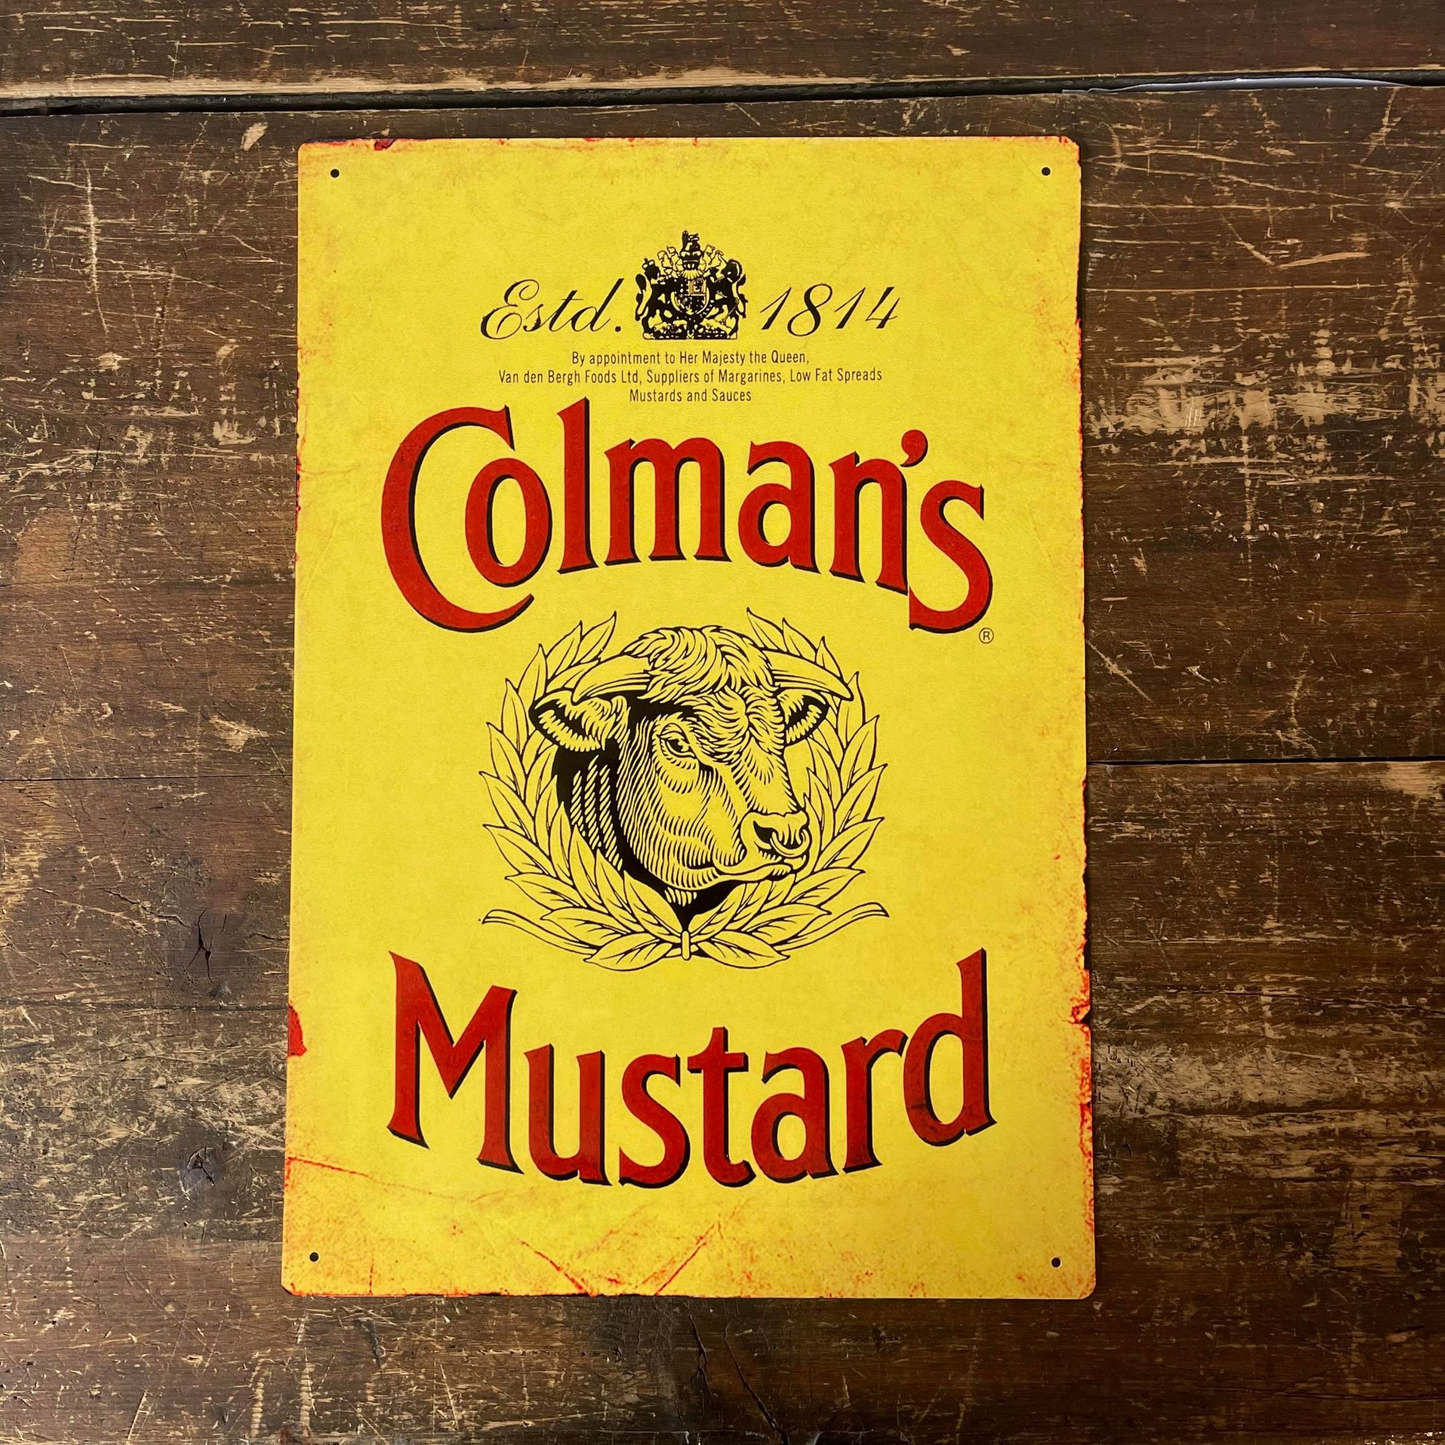 Estd. 1814
By appointment to Her Majesty the Queen,
Van den Bergh Foods Ltd, Suppliers of Margarines, Low Fat Spreads
Mustards and Sauces
Colman's
®
Mustard